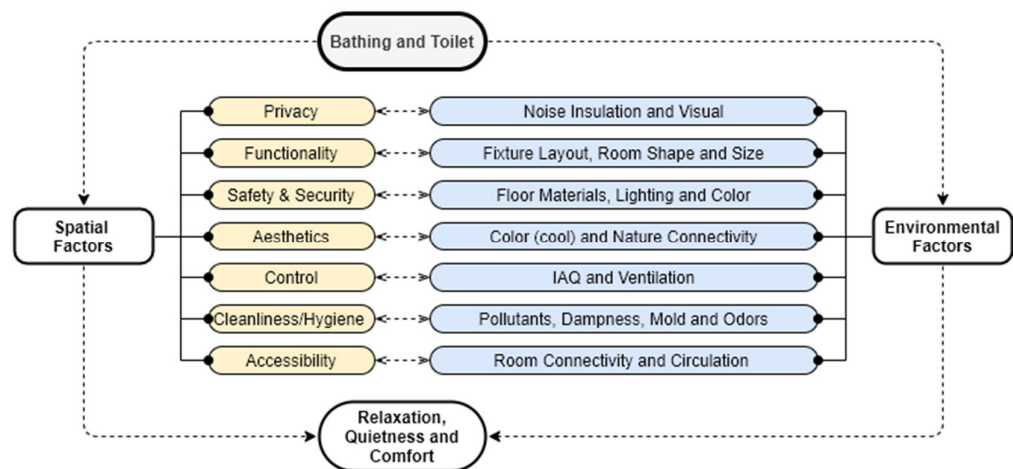 Bathing and Toilet
Privacy
Noise Insulation and Visual
Functionality
Fixture Layout, Room Shape and Size
Safety & Security
Floor Materials, Lighting and Color
Spatial
Factors
Aesthetics
Color (cool) and Nature Connectivity
Environmental
Factors
Control
IAQ and Ventilation
Cleanliness/Hygiene
Pollutants, Dampness, Mold and Odors
Accessibility
Room Connectivity and Circulation
Relaxation,
Quietness and
Comfort